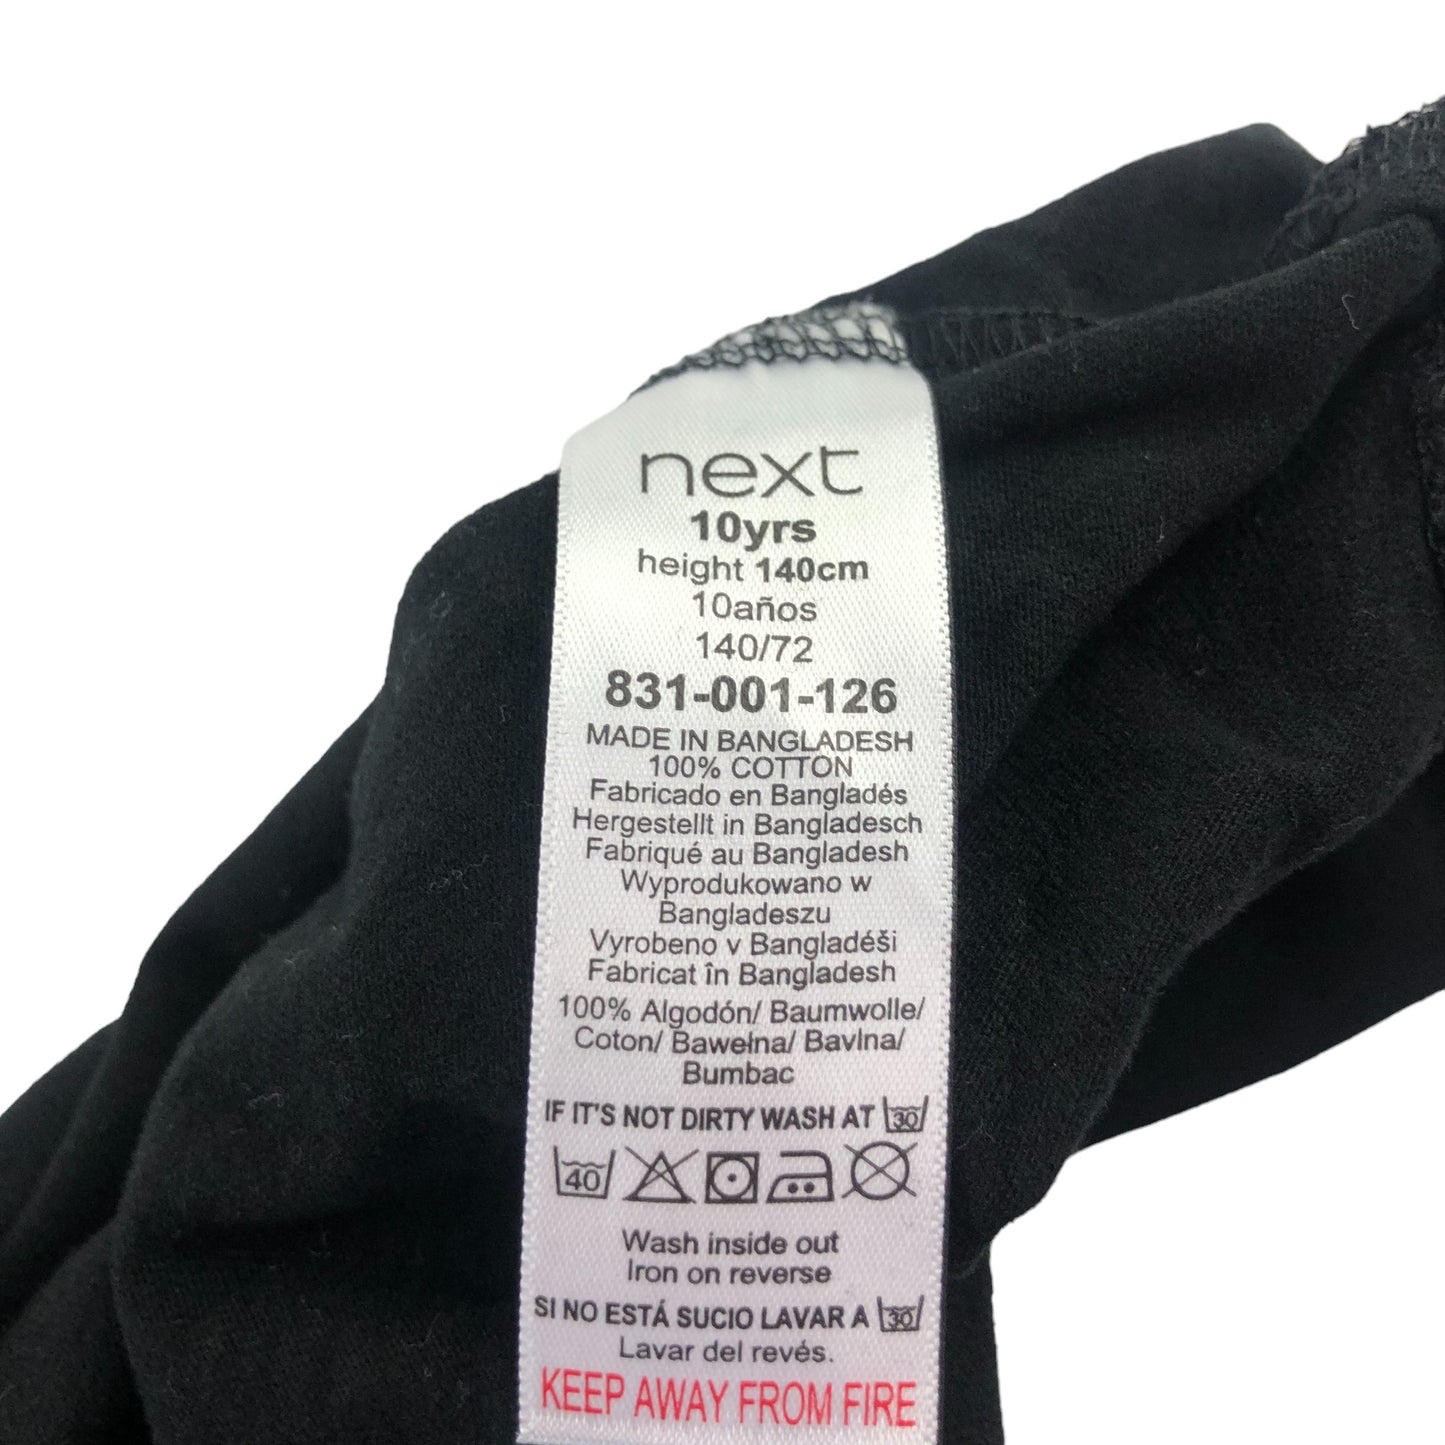 next
10yrs
height 140cm
10años
140/72
831-001-126
MADE IN BANGLADESH
100% COTTON
Fabricado en Bangladés
Hergestellt in Bangladesch
Fabriqué au Bangladesh
Wyprodukowano w
Bangladeszu
Vyrobeno v Bangladéši
Fabricat în Bangladesh
100% Algodón/ Baumwolle/
Coton/ Bawełna/ Bavlna/
Bumbac
IF IT'S NOT DIRTY WASH AT 30
40
Wash inside out
Iron on reverse
SI NO ESTÁ SUCIO LAVAR A 30
Lavar del revés.
KEEP AWAY FROM FIRE